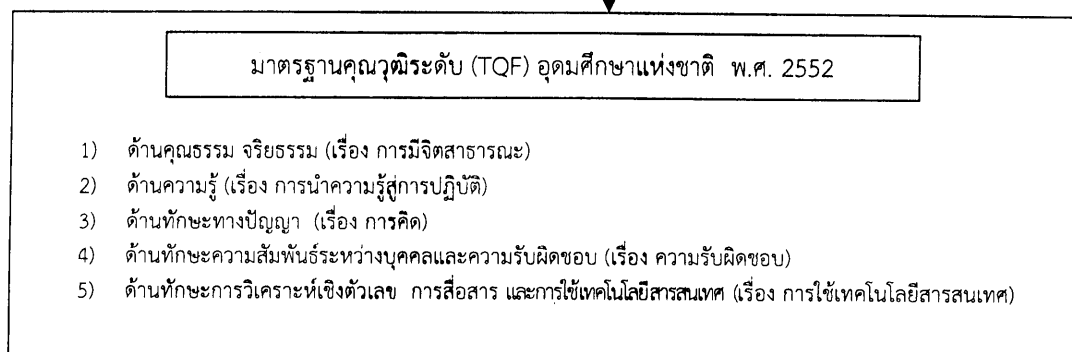 มาตรฐานคุณวุฒิระดับ (TQF) อุดมศึกษาแห่งชาติ พ.ศ. 2552
1) ด้านคุณธรรม จริยธรรม (เรื่อง การมีจิตสาธารณะ)
2) ด้านความรู้ (เรื่อง การนำความรู้สู่การปฏิบัติ)
3) ด้านทักษะทางปัญญา (เรื่อง การคิด)
4) ด้านทักษะความสัมพันธ์ระหว่างบุคคลและความรับผิดชอบ (เรื่อง ความรับผิดชอบ)
5) ด้านทักษะการวิเคราะห์เชิงตัวเลข การสื่อสาร และการใช้เทคโนโลยีสารสนเทศ (เรื่อง การใช้เทคโนโลยีสารสนเทศ)